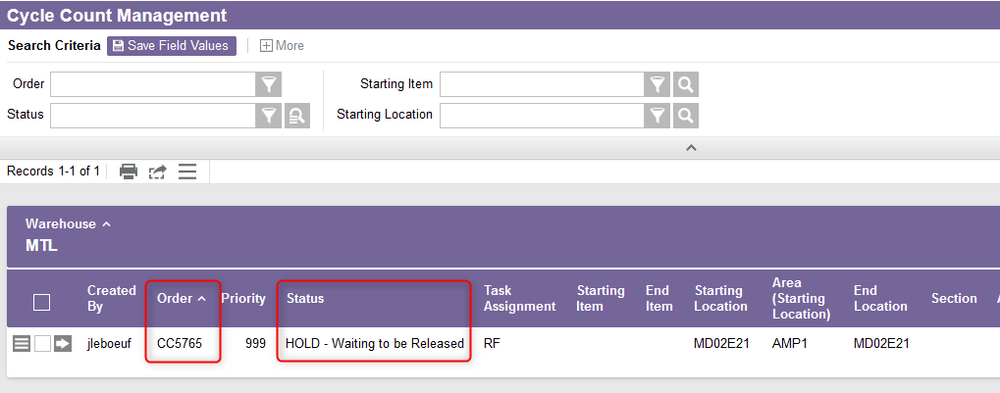 Cycle Count Management
Search Criteria Save Field Values More
Order Starting Item
Status Starting Location
Records 1-1 of 1
Warehouse
MTL
Created By Order Priority Status Task Assignment Starting Item End Item Starting Location Area (Starting Location) End Location Section
jleboeuf CC5765 999 HOLD - Waiting to be Released RF MD02E21 AMP1 MD02E21